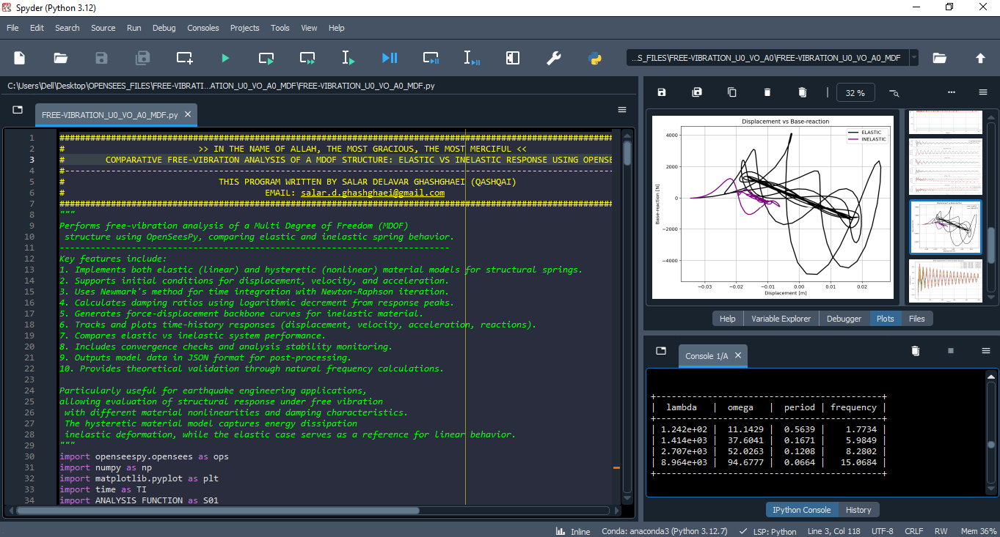 Spyder (Python 3.12)
File Edit Search Source Run Debug Consoles Projects Tools View Help
...S_FILES\FREE-VIBRATION_U0_VO_A0\FREE-VIBRATION_U0_VO_A0_MDF
C:\Users\Dell\Desktop\OPENSEES_FILES\FREE-VIBRATI...ATION_U0_VO_A0_MDF\FREE-VIBRATION_U0_VO_A0_MDF.py
FREE-VIBRATION_U0_VO_A0_MDF.py
1 ###########################################################################
2 # >> IN THE NAME OF ALLAH, THE MOST GRACIOUS, THE MOST MERCIFUL <<
3 # COMPARATIVE FREE-VIBRATION ANALYSIS OF A MDOF STRUCTURE: ELASTIC VS INELASTIC RESPONSE USING OPENSE
4 #--------------------------------------------------------------------------
5 # THIS PROGRAM WRITTEN BY SALAR DELAVAR GHASHGHAEI (QASHQAI)
6 # EMAIL: salar.d.ghashghaei@gmail.com
7 ###########################################################################
8 """
9 Performs free-vibration analysis of a Multi Degree of Freedom (MDOF)
10 structure using OpenSeesPy, comparing elastic and inelastic spring behavior.
11 ----------------------------------------------------------------------------
12 Key features include:
13 1. Implements both elastic (linear) and hysteretic (nonlinear) material models for structural springs.
14 2. Supports initial conditions for displacement, velocity, and acceleration.
15 3. Uses Newmark's method for time integration with Newton-Raphson iteration.
16 4. Calculates damping ratios using logarithmic decrement from response peaks.
17 5. Generates force-displacement backbone curves for inelastic material.
18 6. Tracks and plots time-history responses (displacement, velocity, acceleration, reactions).
19 7. Compares elastic vs inelastic system performance.
20 8. Includes convergence checks and analysis stability monitoring.
21 9. Outputs model data in JSON format for post-processing.
22 10. Provides theoretical validation through natural frequency calculations.
23
24 Particularly useful for earthquake engineering applications,
25 allowing evaluation of structural response under free vibration
26 with different material nonlinearities and damping characteristics.
27 The hysteretic material model captures energy dissipation
28 inelastic deformation, while the elastic case serves as a reference for linear behavior.
29 """
30 import openseespy.opensees as ops
31 import numpy as np
32 import matplotlib.pyplot as plt
33 import time as TI
34 import ANALYSIS_FUNCTION as S01
32 %
Displacement vs Base-reaction
ELASTIC
INELASTIC
4000
2000
0
−2000
−4000
Base-reaction [N]
−0.03 −0.02 −0.01 0.00 0.01 0.02
Displacement [m]
Help Variable Explorer Debugger Plots Files
Console 1/A
+--------------------------------------------+
| lambda | omega | period | frequency |
+--------------------------------------------+
| 1.242e+02 | 11.1429 | 0.5639 | 1.7734 |
| 1.414e+03 | 37.6041 | 0.1671 | 5.9849 |
| 2.707e+03 | 52.0263 | 0.1208 | 8.2802 |
| 8.964e+03 | 94.6777 | 0.0664 | 15.0684 |
+--------------------------------------------+
IPython Console History
Inline Conda: anaconda3 (Python 3.12.7) LSP: Python Line 3, Col 118 UTF-8 CRLF RW Mem 36%